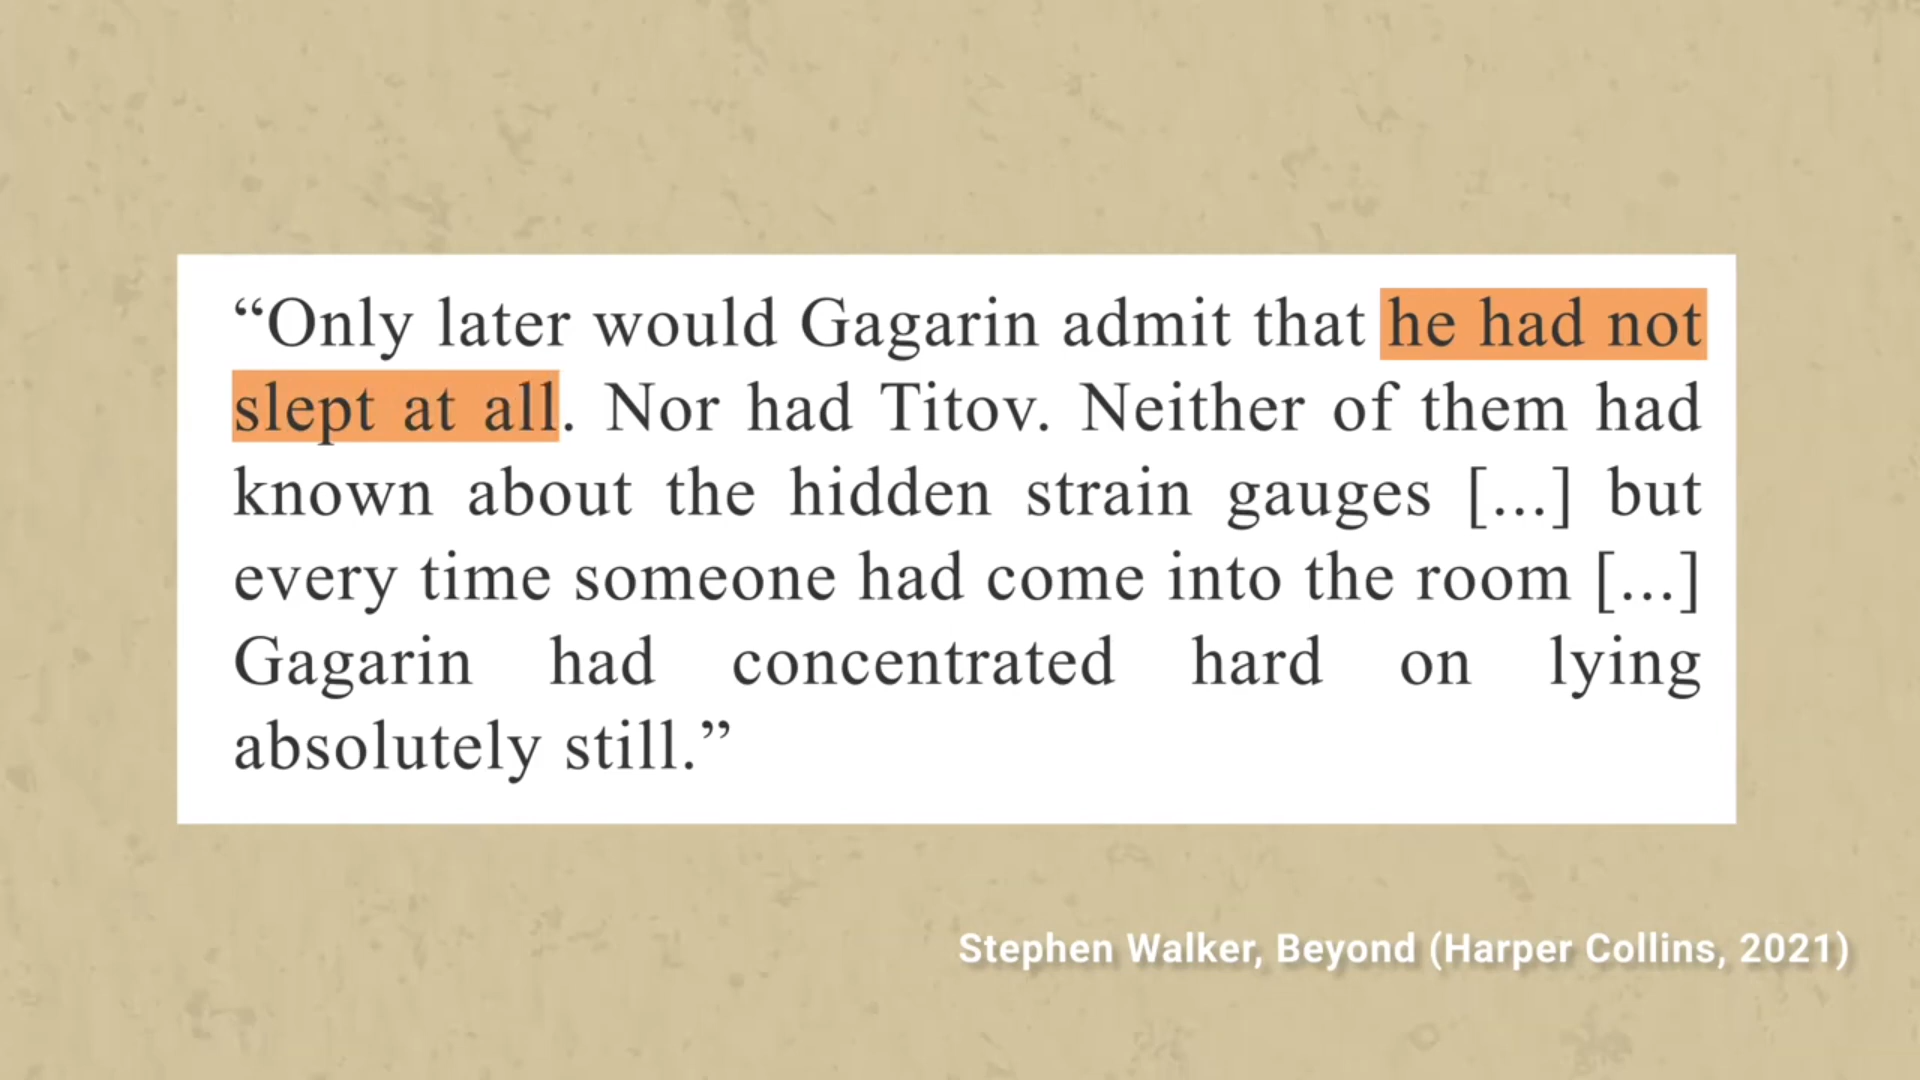 “Only later would Gagarin admit that he had not
slept at all. Nor had Titov. Neither of them had
known about the hidden strain gauges [...] but
every time someone had come into the room [...]
Gagarin had concentrated hard on lying
absolutely still.”
Stephen Walker, Beyond (Harper Collins, 2021)